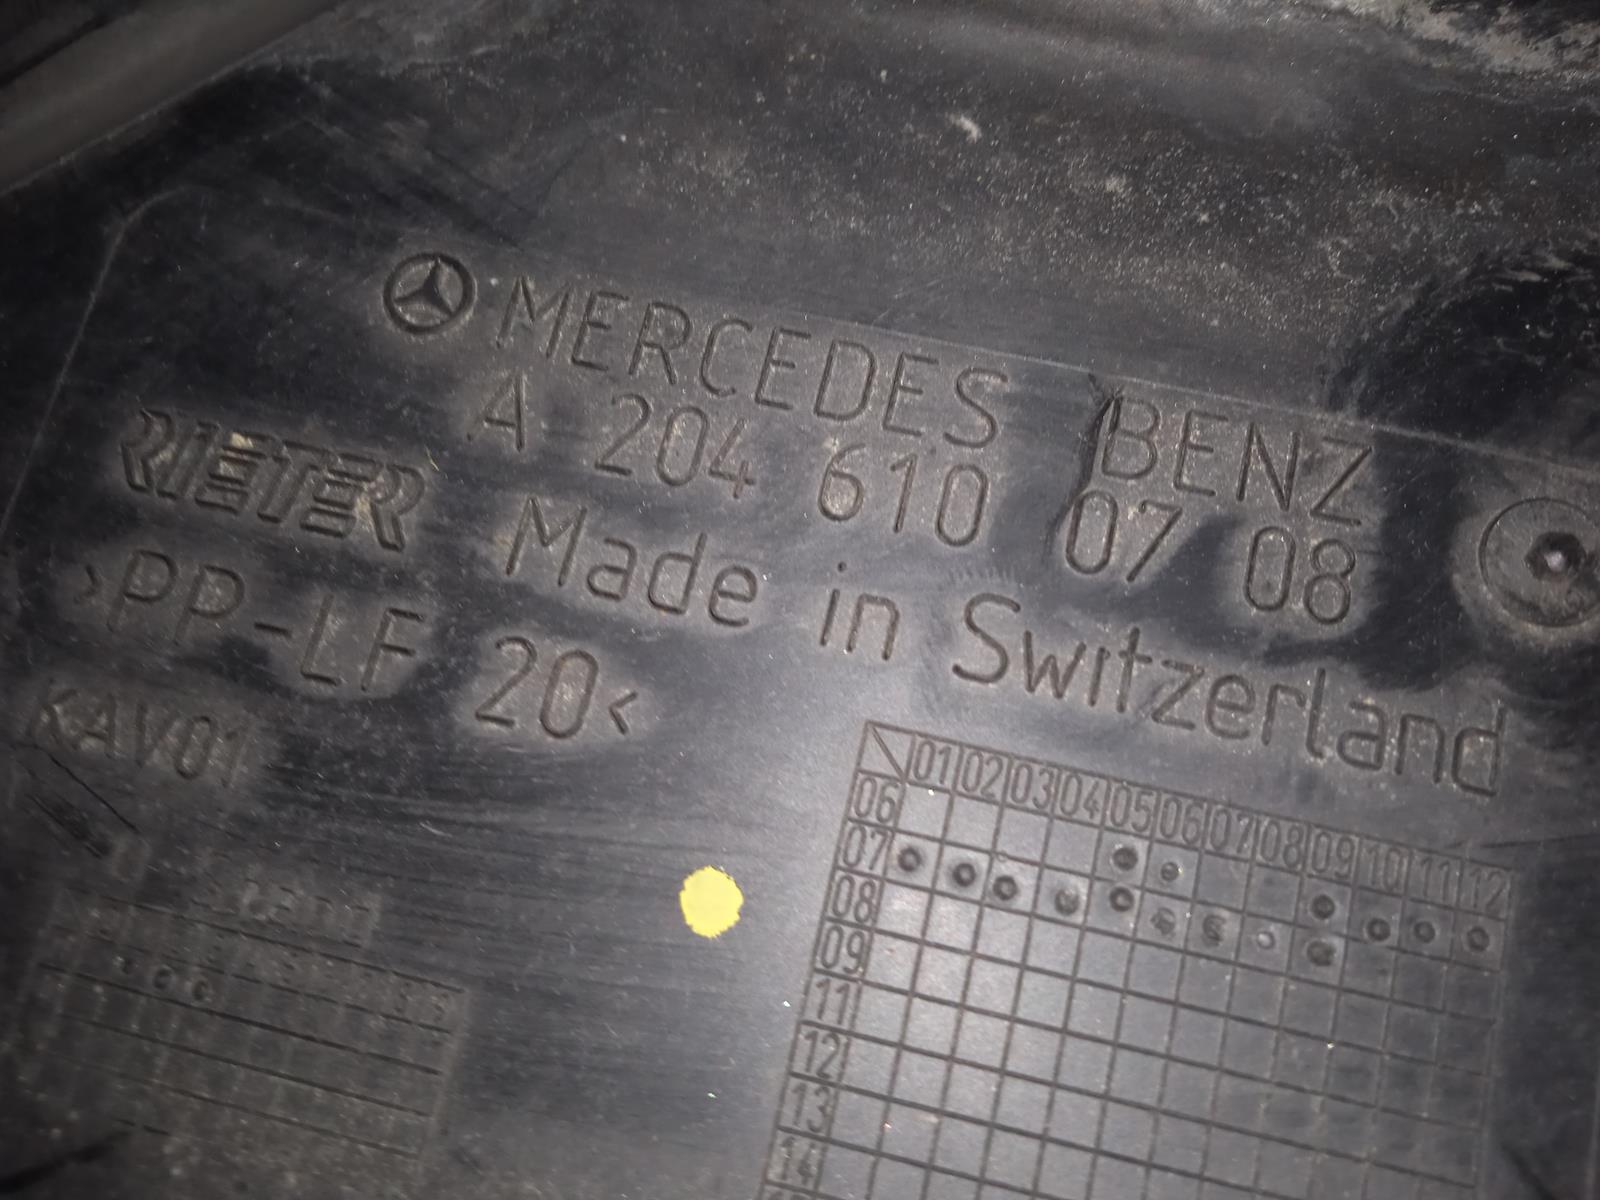 MERCEDES BENZ
A 204 610 07 08
RIETER Made in Switzerland
>PP-LF 20<
KAV01
01 02 03 04 05 06 07 08 09 10 11 12
06
07
08
09
11
12
13
14